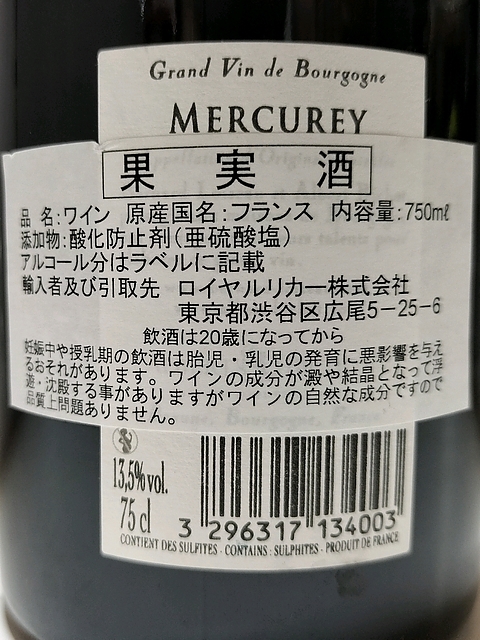 Grand Vin de Bourgogne
MERCUREY
果実酒
品 名:ワイン 原産国名:フランス 内容量:750mℓ
添加物:酸化防止剤(亜硫酸塩)
アルコール分はラベルに記載
輸入者及び引取先 ロイヤルリカー株式会社
東京都渋谷区広尾5-25-6
飲酒は20歳になってから
妊娠中や授乳期の飲酒は胎児・乳児の発育に悪影響を与え
るおそれがあります。ワインの成分が澱や結晶となって浮
遊・沈殿する事がありますがワインの自然な成分ですので
品質上問題ありません。
13,5% vol.
75 cl
3 296317 134003
CONTIENT DES SULFITES - CONTAINS : SULPHITES - PRODUIT DE FRANCE